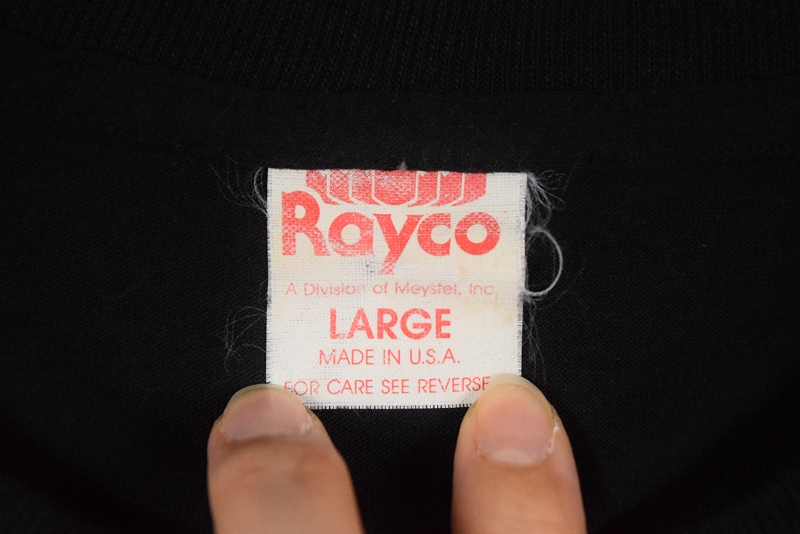 Rayco
A Division of Meystel, Inc.
LARGE
MADE IN U.S.A.
FOR CARE SEE REVERSE